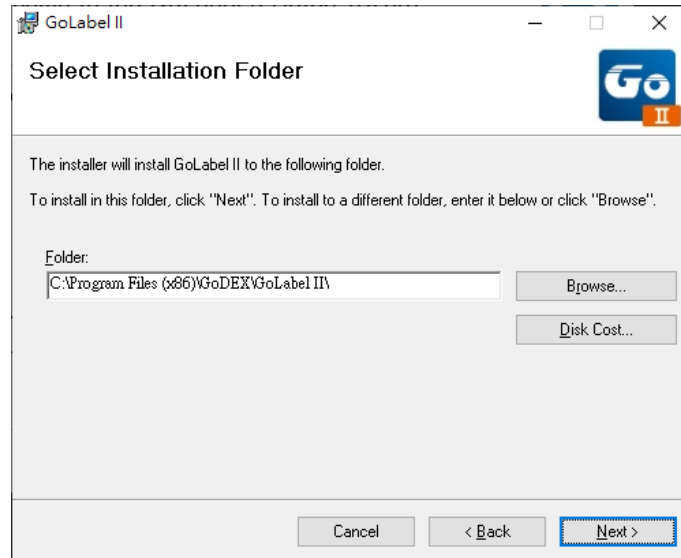 GoLabel II
Select Installation Folder
Go
II
The installer will install GoLabel II to the following folder.
To install in this folder, click "Next". To install to a different folder, enter it below or click "Browse".
Folder:
C:\Program Files (x86)\GoDEX\GoLabel II\
Browse...
Disk Cost...
Cancel
< Back
Next >